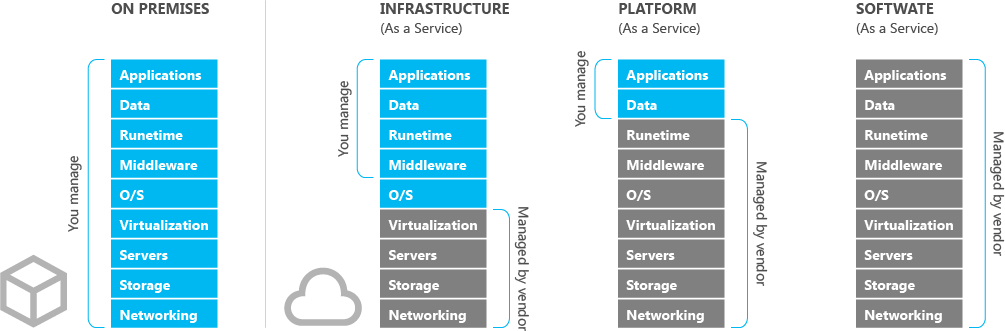 ON PREMISES
Applications
Data
Runetime
Middleware
O/S
Virtualization
Servers
Storage
Networking
You manage
INFRASTRUCTURE
(As a Service)
Applications
Data
Runetime
Middleware
O/S
Virtualization
Servers
Storage
Networking
You manage
Managed by vendor
PLATFORM
(As a Service)
Applications
Data
Runetime
Middleware
O/S
Virtualization
Servers
Storage
Networking
You manage
Managed by vendor
SOFTWATE
(As a Service)
Applications
Data
Runetime
Middleware
O/S
Virtualization
Servers
Storage
Networking
Managed by vendor